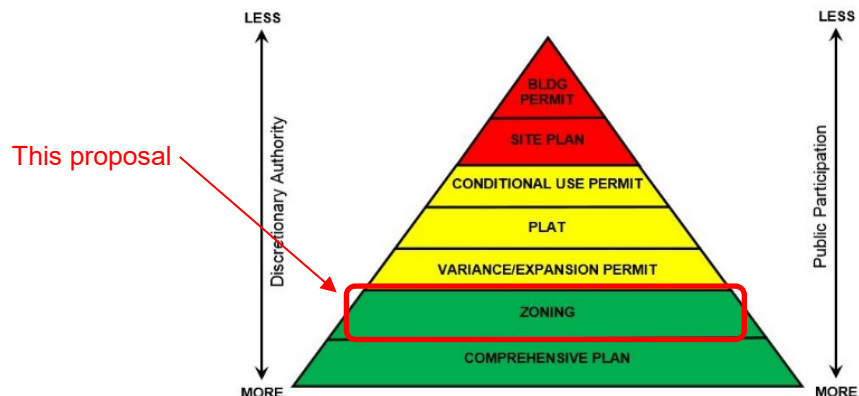 LESS
LESS
BLDG
PERMIT
SITE PLAN
This proposal
Discretionary Authority
CONDITIONAL USE PERMIT
Public Participation
PLAT
VARIANCE/EXPANSION PERMIT
ZONING
COMPREHENSIVE PLAN
MORE
MORE